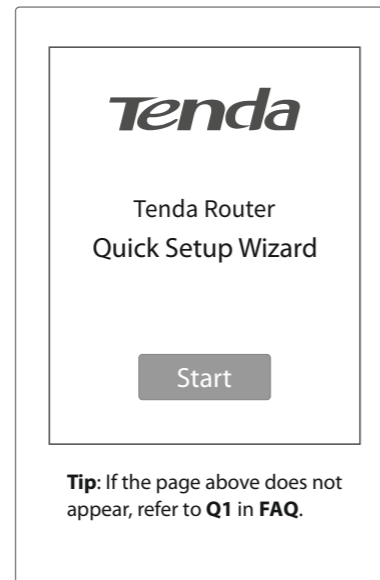 Tenda
Tenda Router
Quick Setup Wizard
Start
Tip: If the page above does not
appear, refer to Q1 in FAQ.